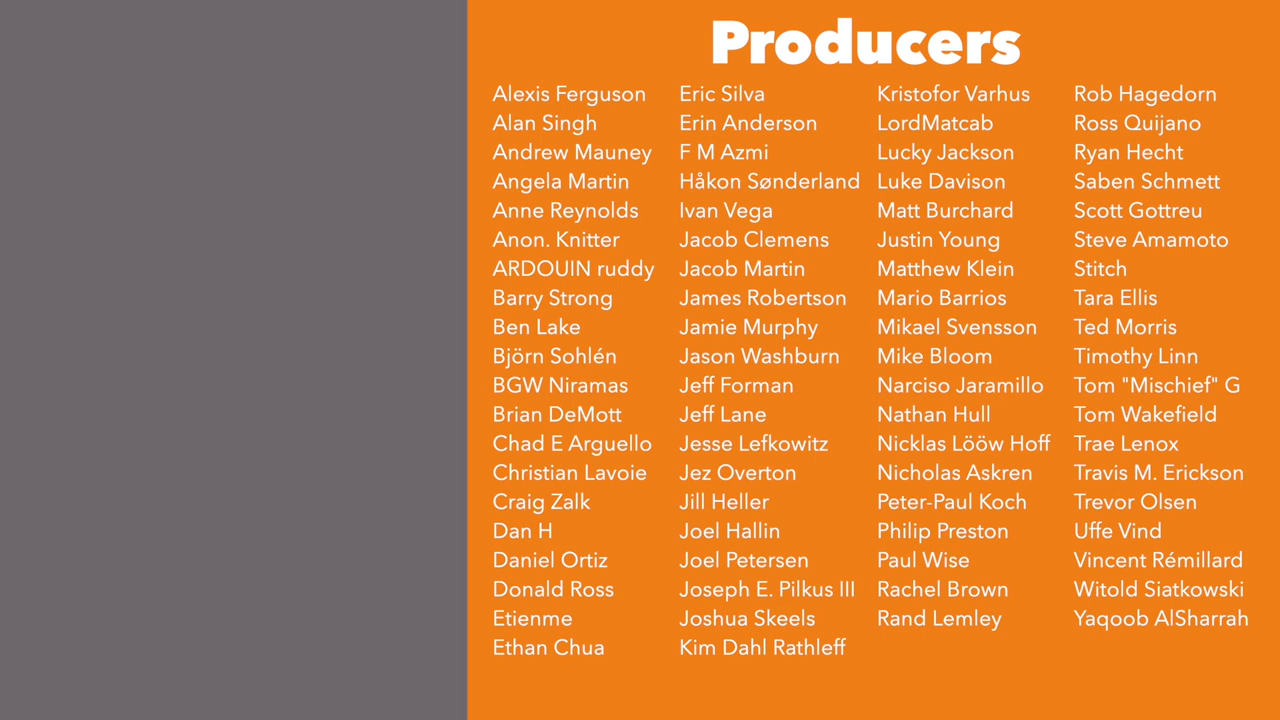 Producers
Alexis Ferguson
Alan Singh
Andrew Mauney
Angela Martin
Anne Reynolds
Anon. Knitter
ARDOUIN ruddy
Barry Strong
Ben Lake
Björn Sohlén
BGW Niramas
Brian DeMott
Chad E Arguello
Christian Lavoie
Craig Zalk
Dan H
Daniel Ortiz
Donald Ross
Etienme
Ethan Chua
Eric Silva
Erin Anderson
F M Azmi
Håkon Sønderland
Ivan Vega
Jacob Clemens
Jacob Martin
James Robertson
Jamie Murphy
Jason Washburn
Jeff Forman
Jeff Lane
Jesse Lefkowitz
Jez Overton
Jill Heller
Joel Hallin
Joel Petersen
Joseph E. Pilkus III
Joshua Skeels
Kim Dahl Rathleff
Kristofor Varhus
LordMatcab
Lucky Jackson
Luke Davison
Matt Burchard
Justin Young
Matthew Klein
Mario Barrios
Mikael Svensson
Mike Bloom
Narciso Jaramillo
Nathan Hull
Nicklas Lööw Hoff
Nicholas Askren
Peter-Paul Koch
Philip Preston
Paul Wise
Rachel Brown
Rand Lemley
Rob Hagedorn
Ross Quijano
Ryan Hecht
Saben Schmett
Scott Gottreu
Steve Amamoto
Stitch
Tara Ellis
Ted Morris
Timothy Linn
Tom "Mischief" G
Tom Wakefield
Trae Lenox
Travis M. Erickson
Trevor Olsen
Uffe Vind
Vincent Rémillard
Witold Siatkowski
Yaqoob AlSharrah